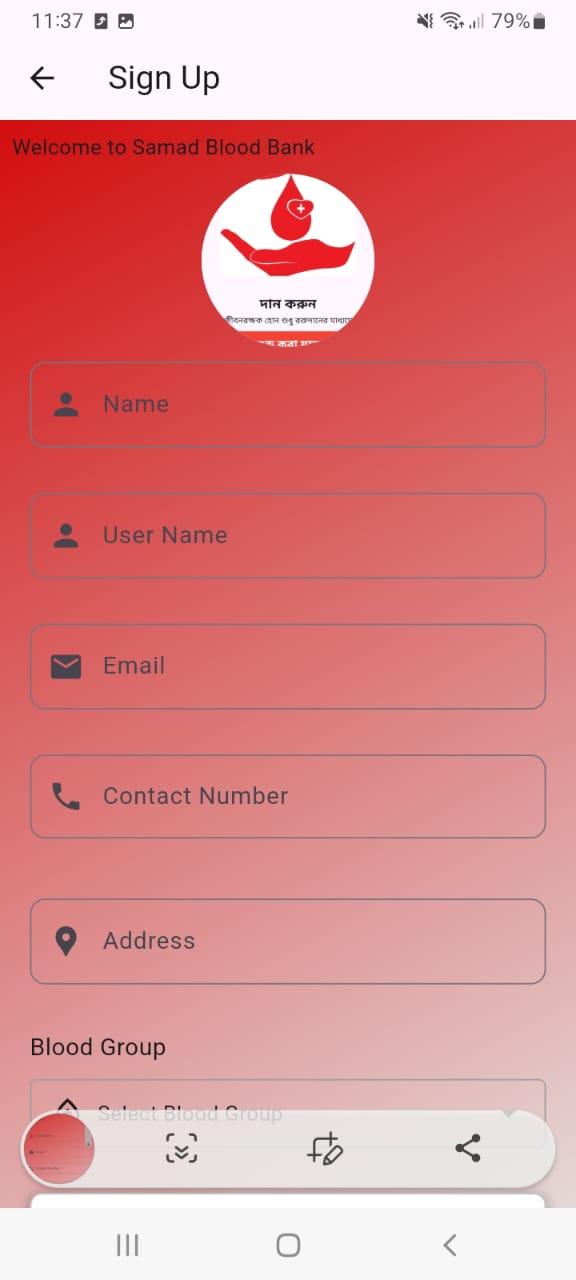 11:37
79%
Sign Up
Welcome to Samad Blood Bank
দান করুন
জীবনরক্ষক হোন শুধু রক্তদানের মাধ্যমে
Name
User Name
Email
Contact Number
Address
Blood Group
Select Blood Group